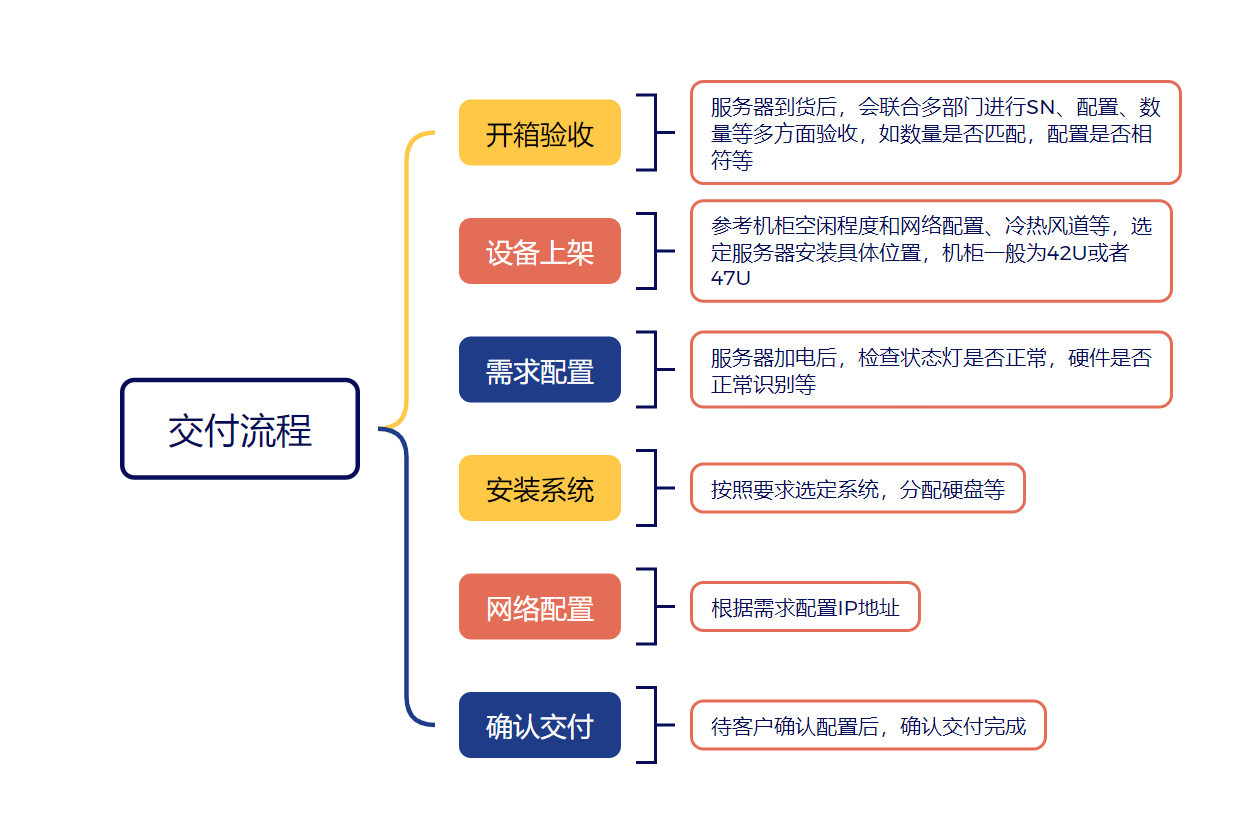 交付流程
开箱验收
服务器到货后，会联合多部门进行SN、配置、数
量等多方面验收，如数量是否匹配，配置是否相
符等
设备上架
参考机柜空闲程度和网络配置、冷热风道等，选
定服务器安装具体位置，机柜一般为42U或者
47U
需求配置
服务器加电后，检查状态灯是否正常，硬件是否
正常识别等
安装系统
按照要求选定系统，分配硬盘等
网络配置
根据需求配置IP地址
确认交付
待客户确认配置后，确认交付完成